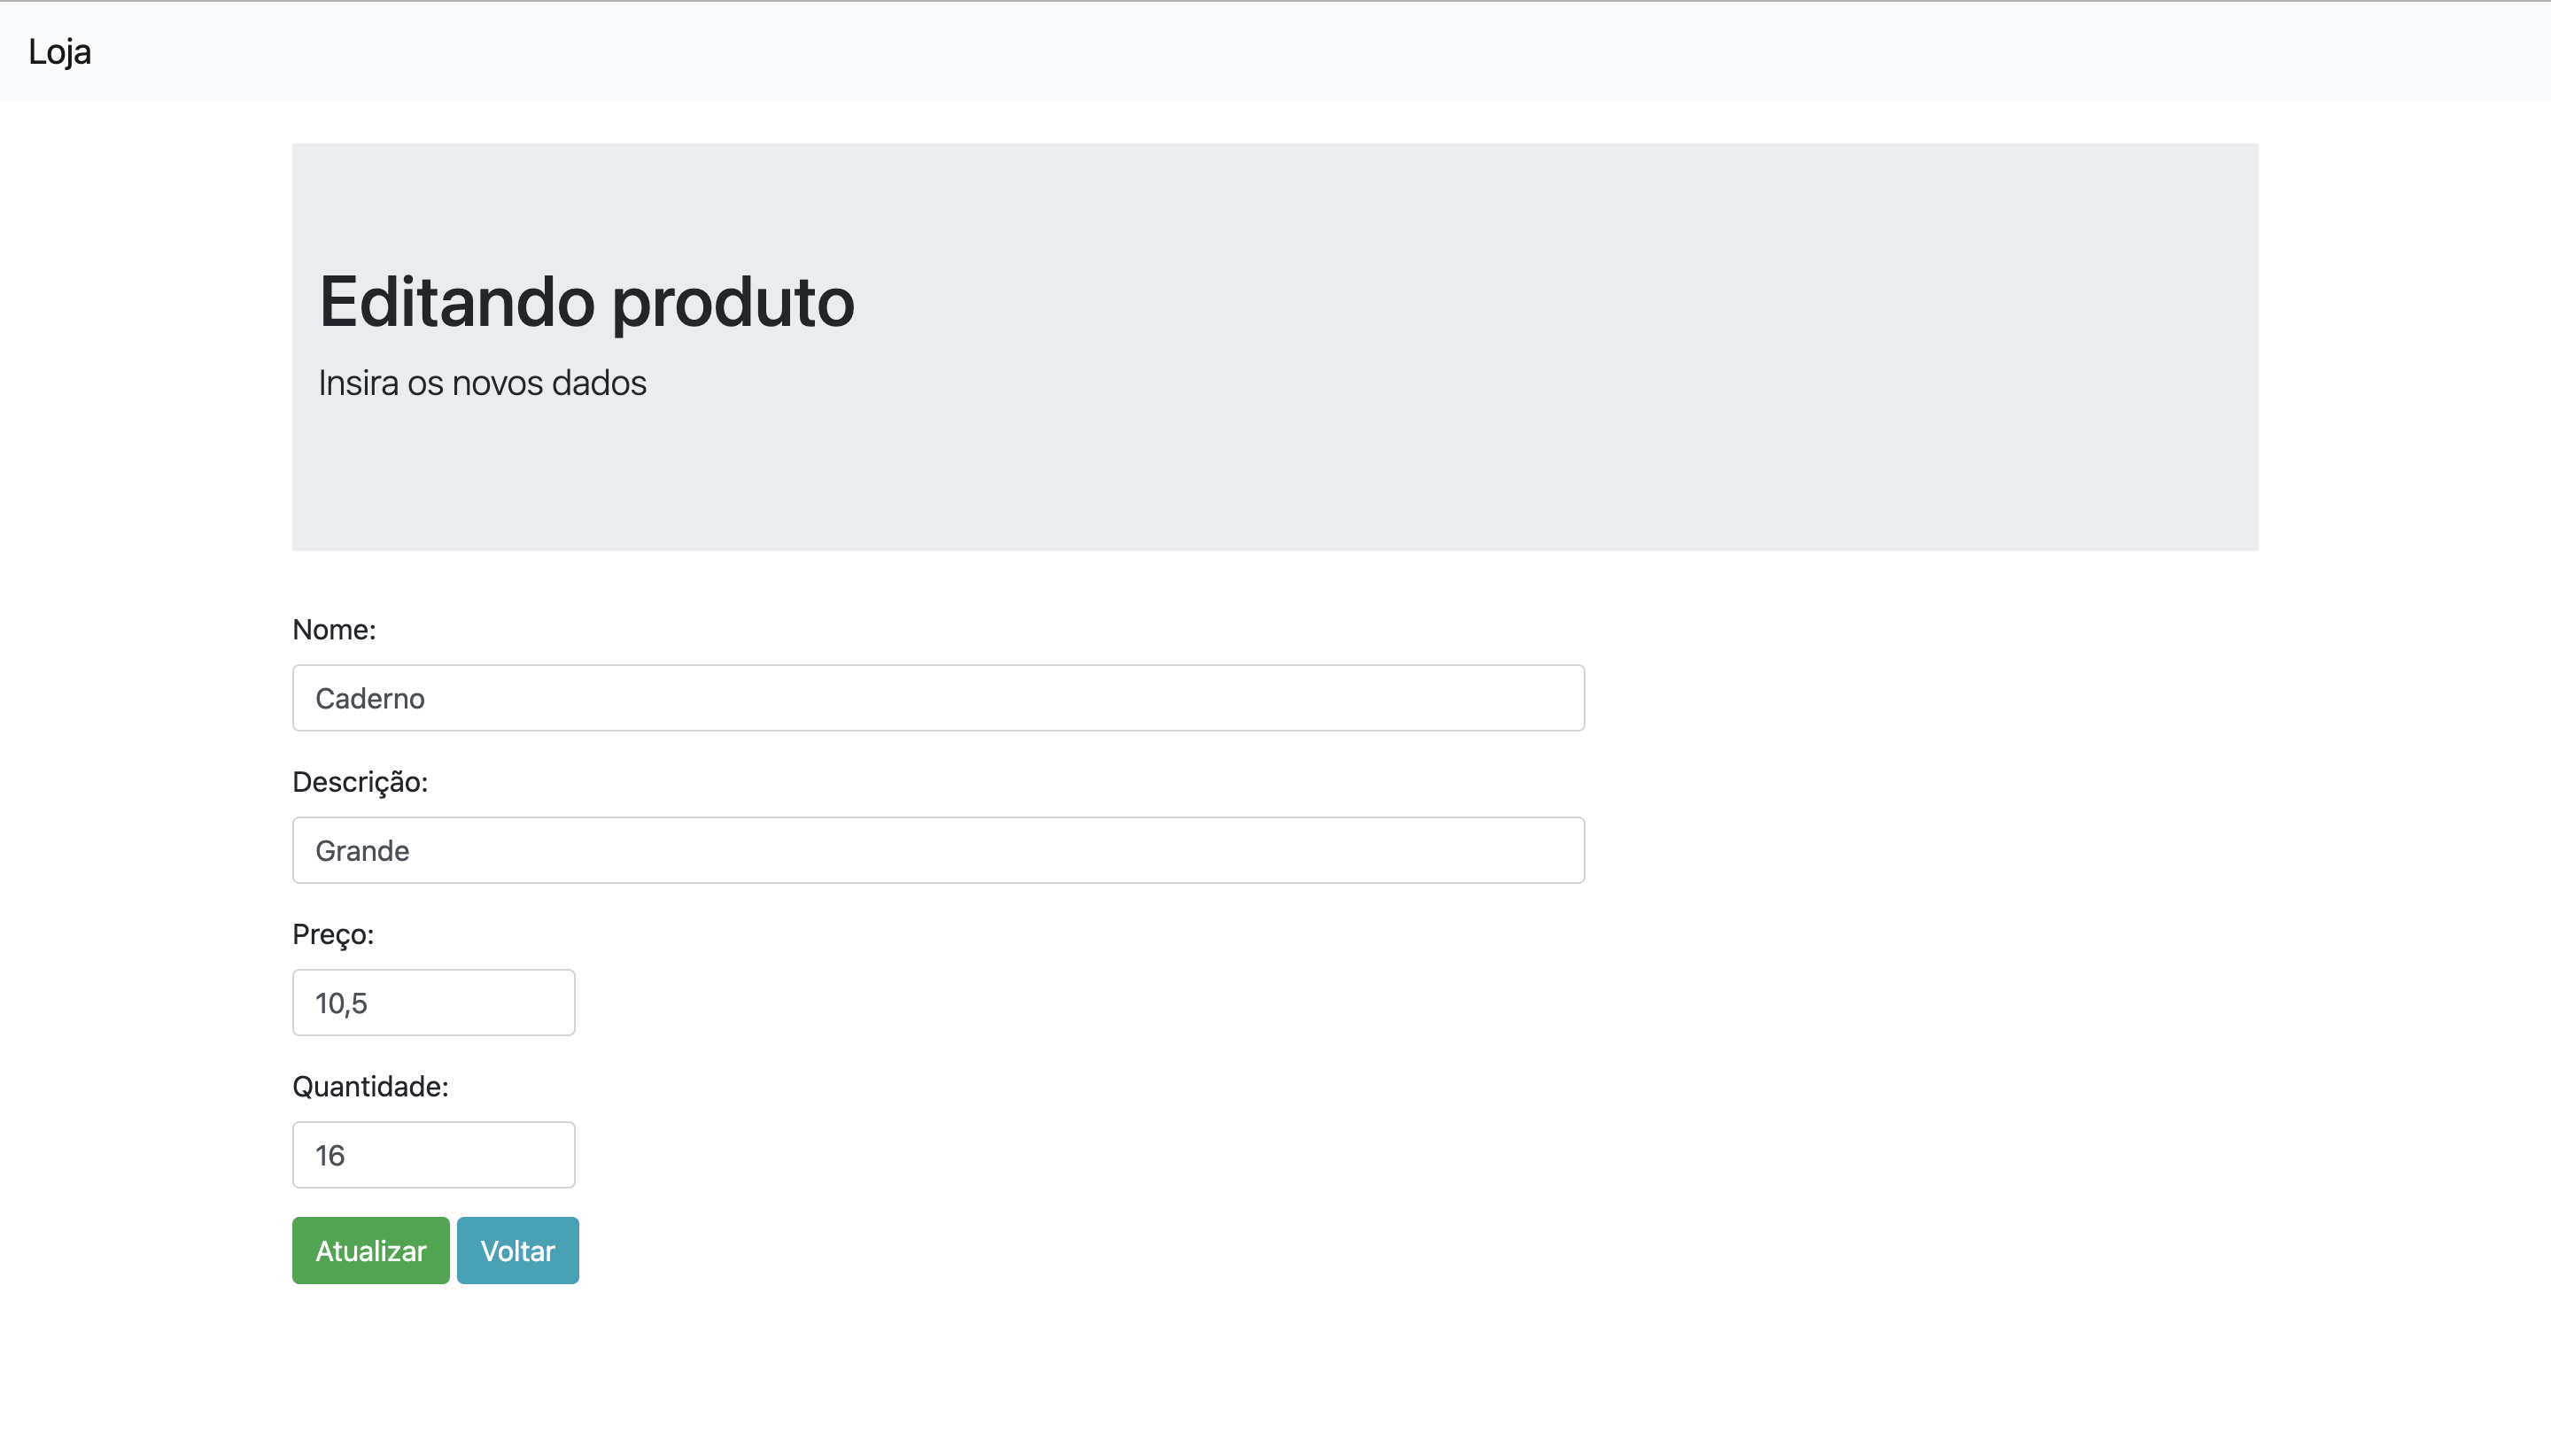 Loja
Editando produto
Insira os novos dados
Nome:
Caderno
Descrição:
Grande
Preço:
10,5
Quantidade:
16
Atualizar Voltar